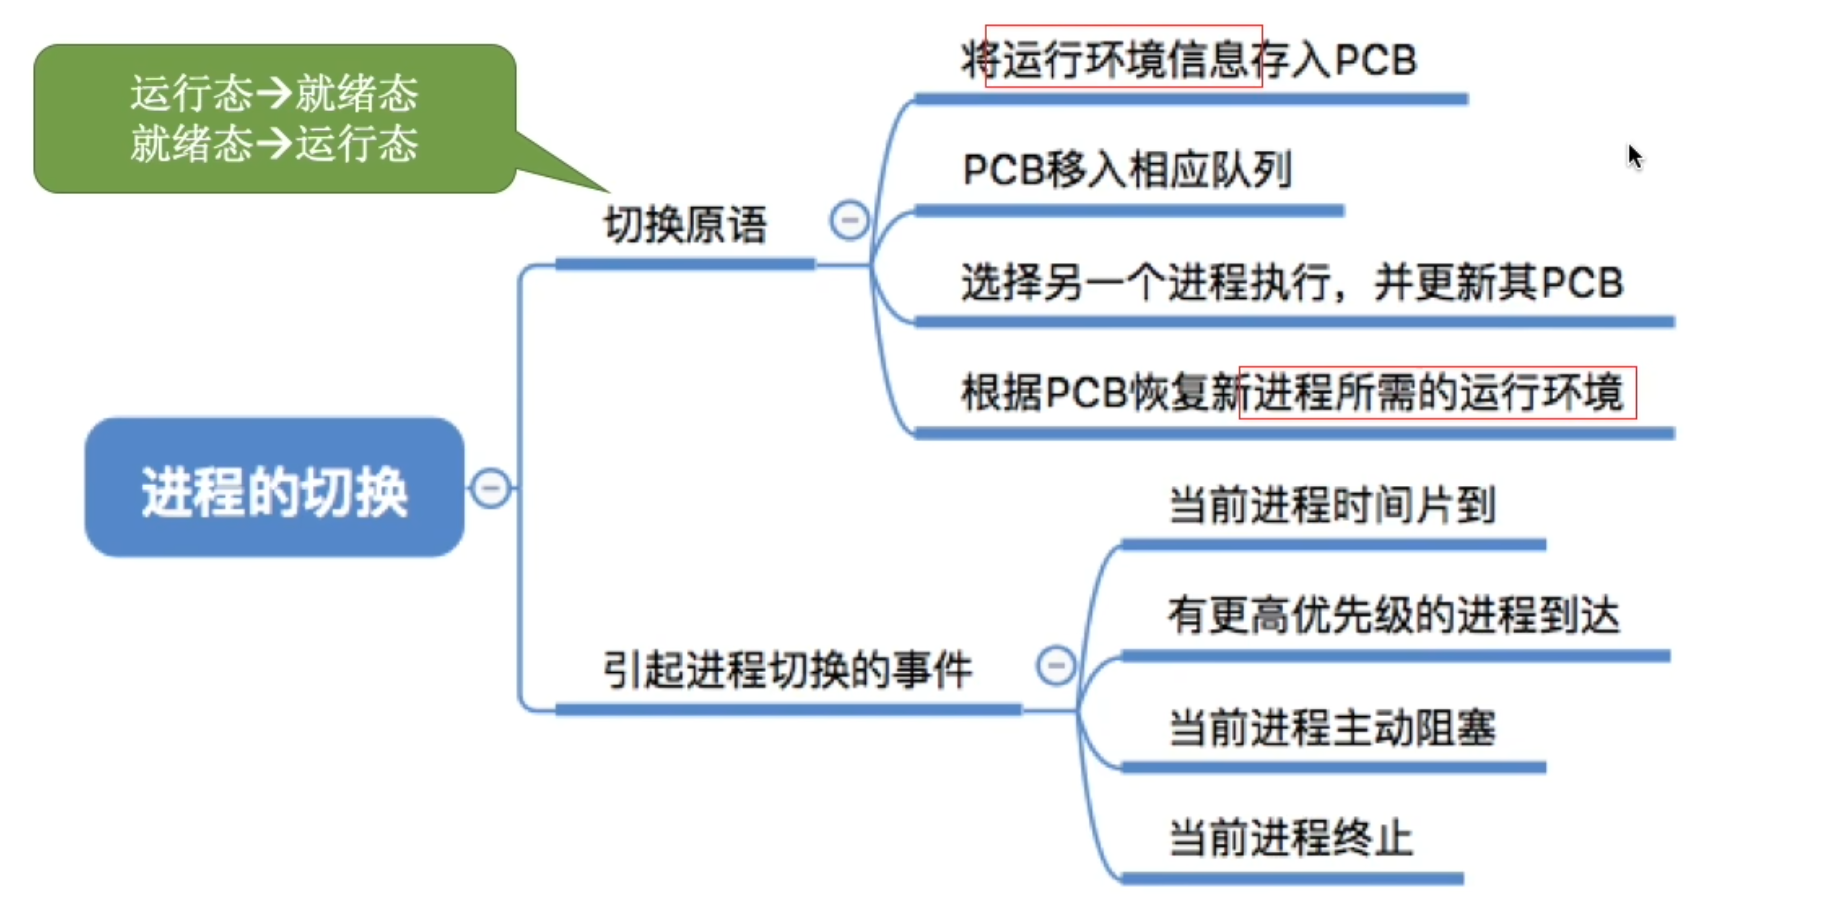 运行态→就绪态
就绪态→运行态
将运行环境信息存入PCB
PCB移入相应队列
切换原语
选择另一个进程执行，并更新其PCB
根据PCB恢复新进程所需的运行环境
进程的切换
当前进程时间片到
有更高优先级的进程到达
引起进程切换的事件
当前进程主动阻塞
当前进程终止